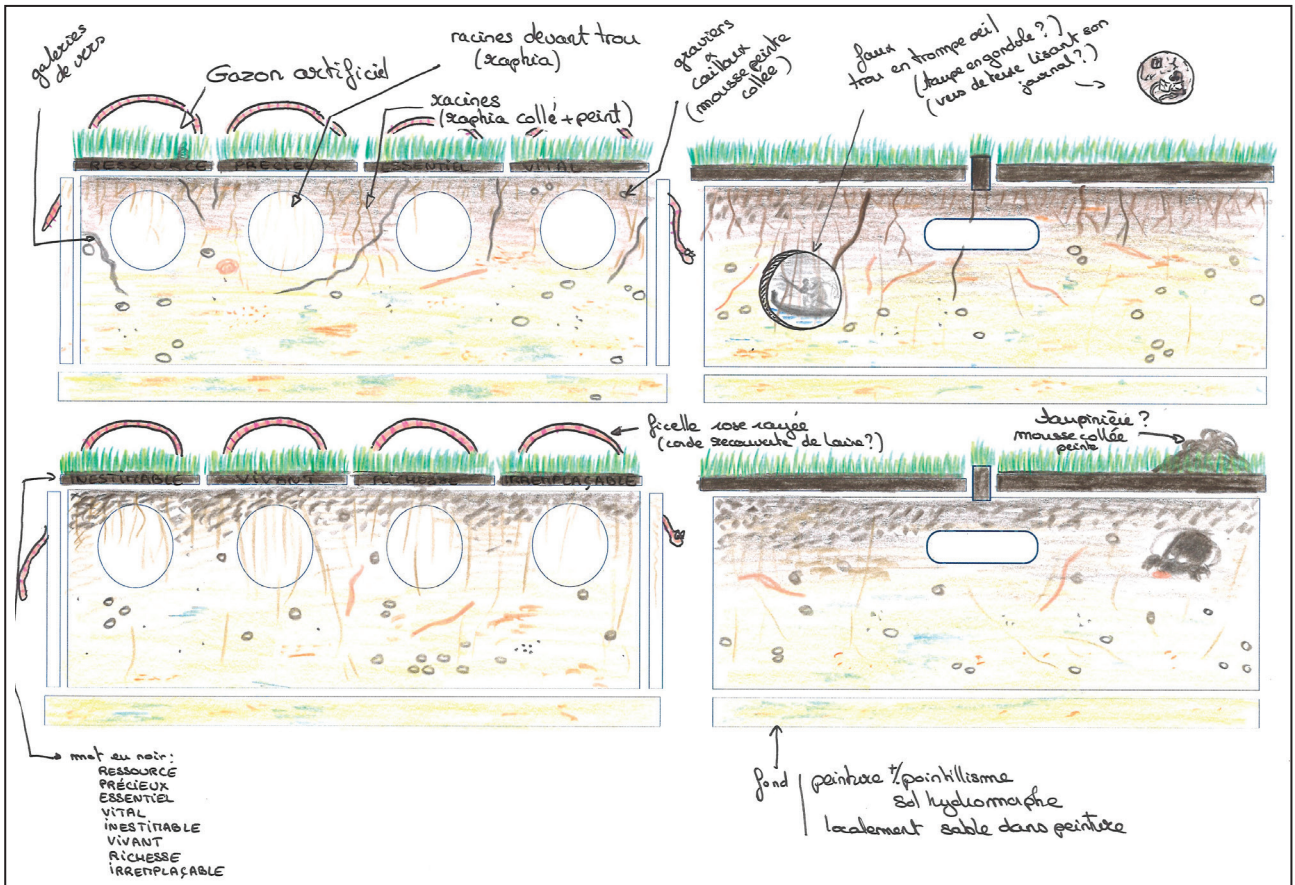 galeries
de vers
Gazon artificiel
racines devant trou
(raphia)
racines
(raphia collé + peint)
graviers
&
cailloux
(mousse peinte
collée)
faux
trou en trompe oeil
(taupe en gondole ?)
(vers de terre lisant son
journal ?)
RESSOURCE
PRÉCIEUX
ESSENTIEL
VITAL
ficelle rose rayée
(corde recouverte de laine ?)
taupinière ?
mousse collée
peinte
INESTIMABLE
VIVANT
RICHESSE
IRREMPLAÇABLE
mot en noir :
RESSOURCE
PRÉCIEUX
ESSENTIEL
VITAL
INESTIMABLE
VIVANT
RICHESSE
IRREMPLAÇABLE
fond
peinture +/- pointillisme
sol hydromorphe
localement sable dans peinture